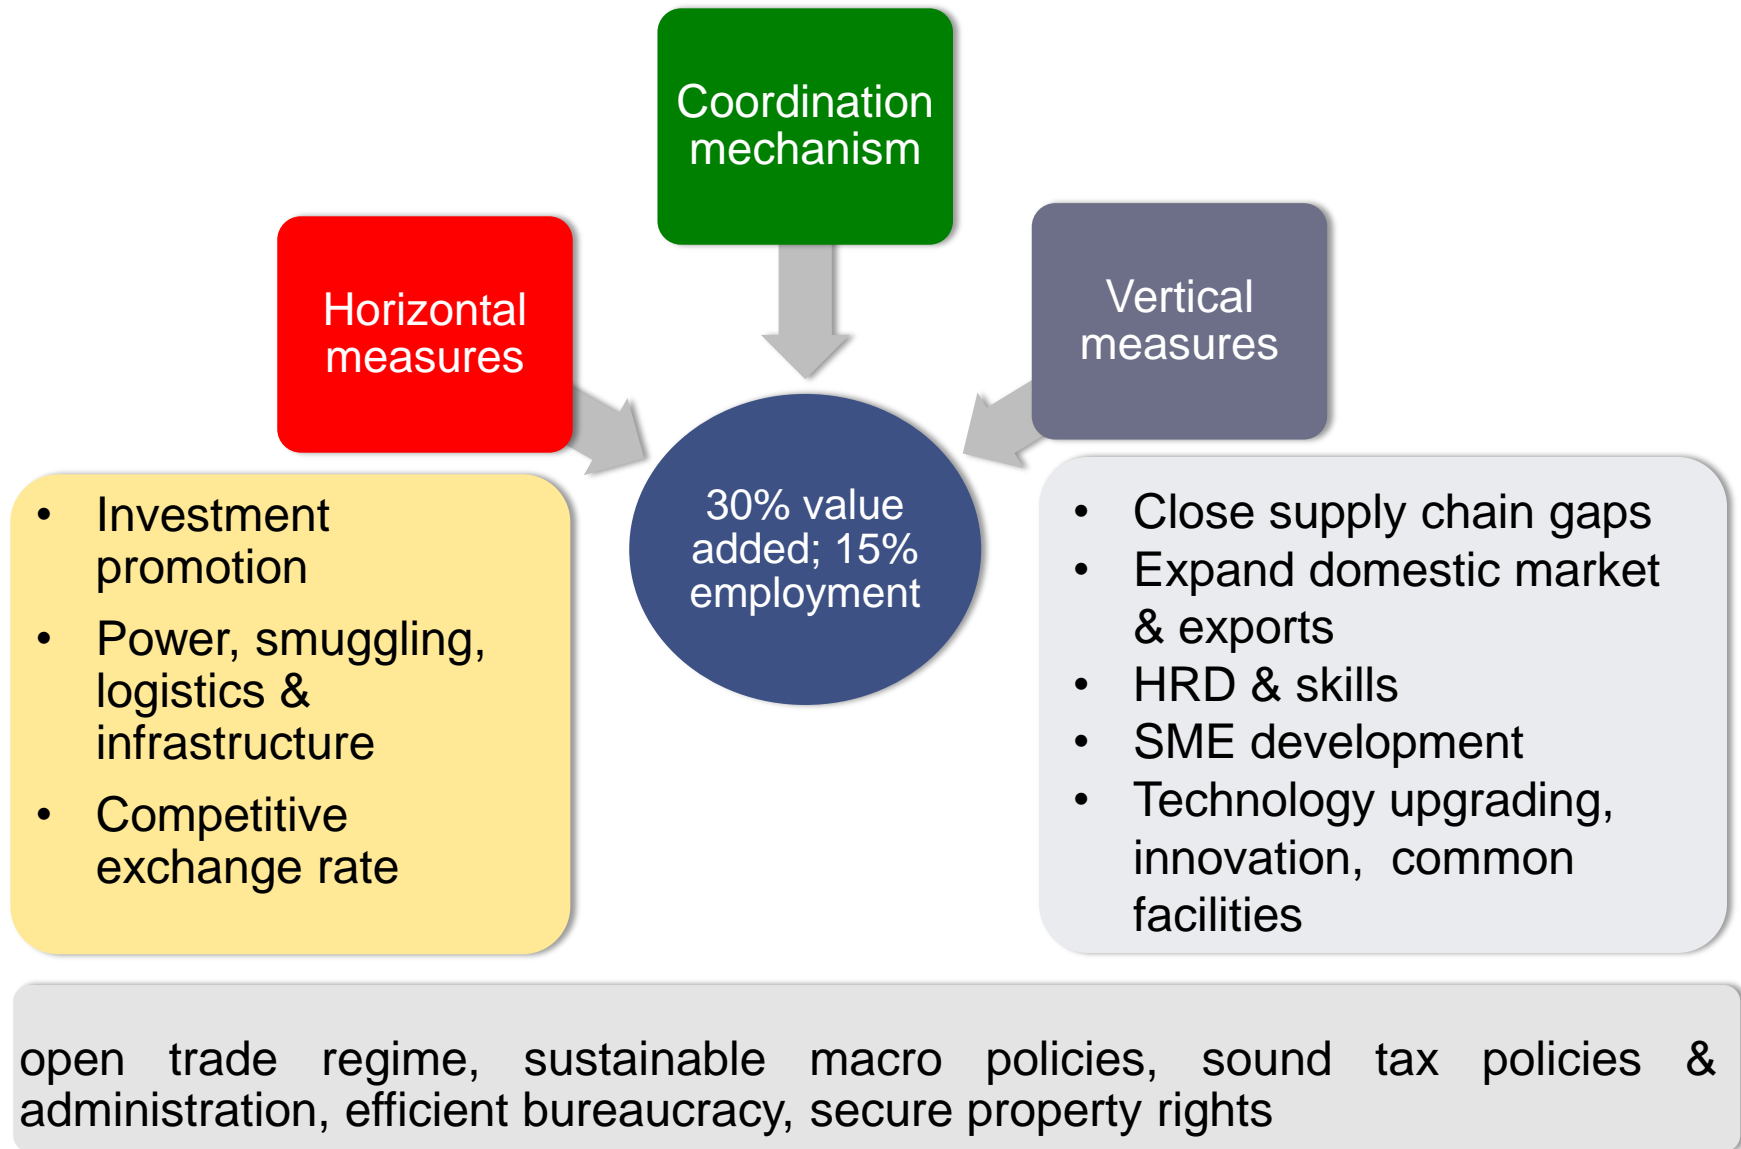 Coordination
mechanism
Horizontal
measures
Vertical
measures
30% value
added; 15%
employment
• Investment
promotion
• Power, smuggling,
logistics &
infrastructure
• Competitive
exchange rate
• Close supply chain gaps
• Expand domestic market
& exports
• HRD & skills
• SME development
• Technology upgrading,
innovation, common
facilities
open trade regime, sustainable macro policies, sound tax policies &
administration, efficient bureaucracy, secure property rights